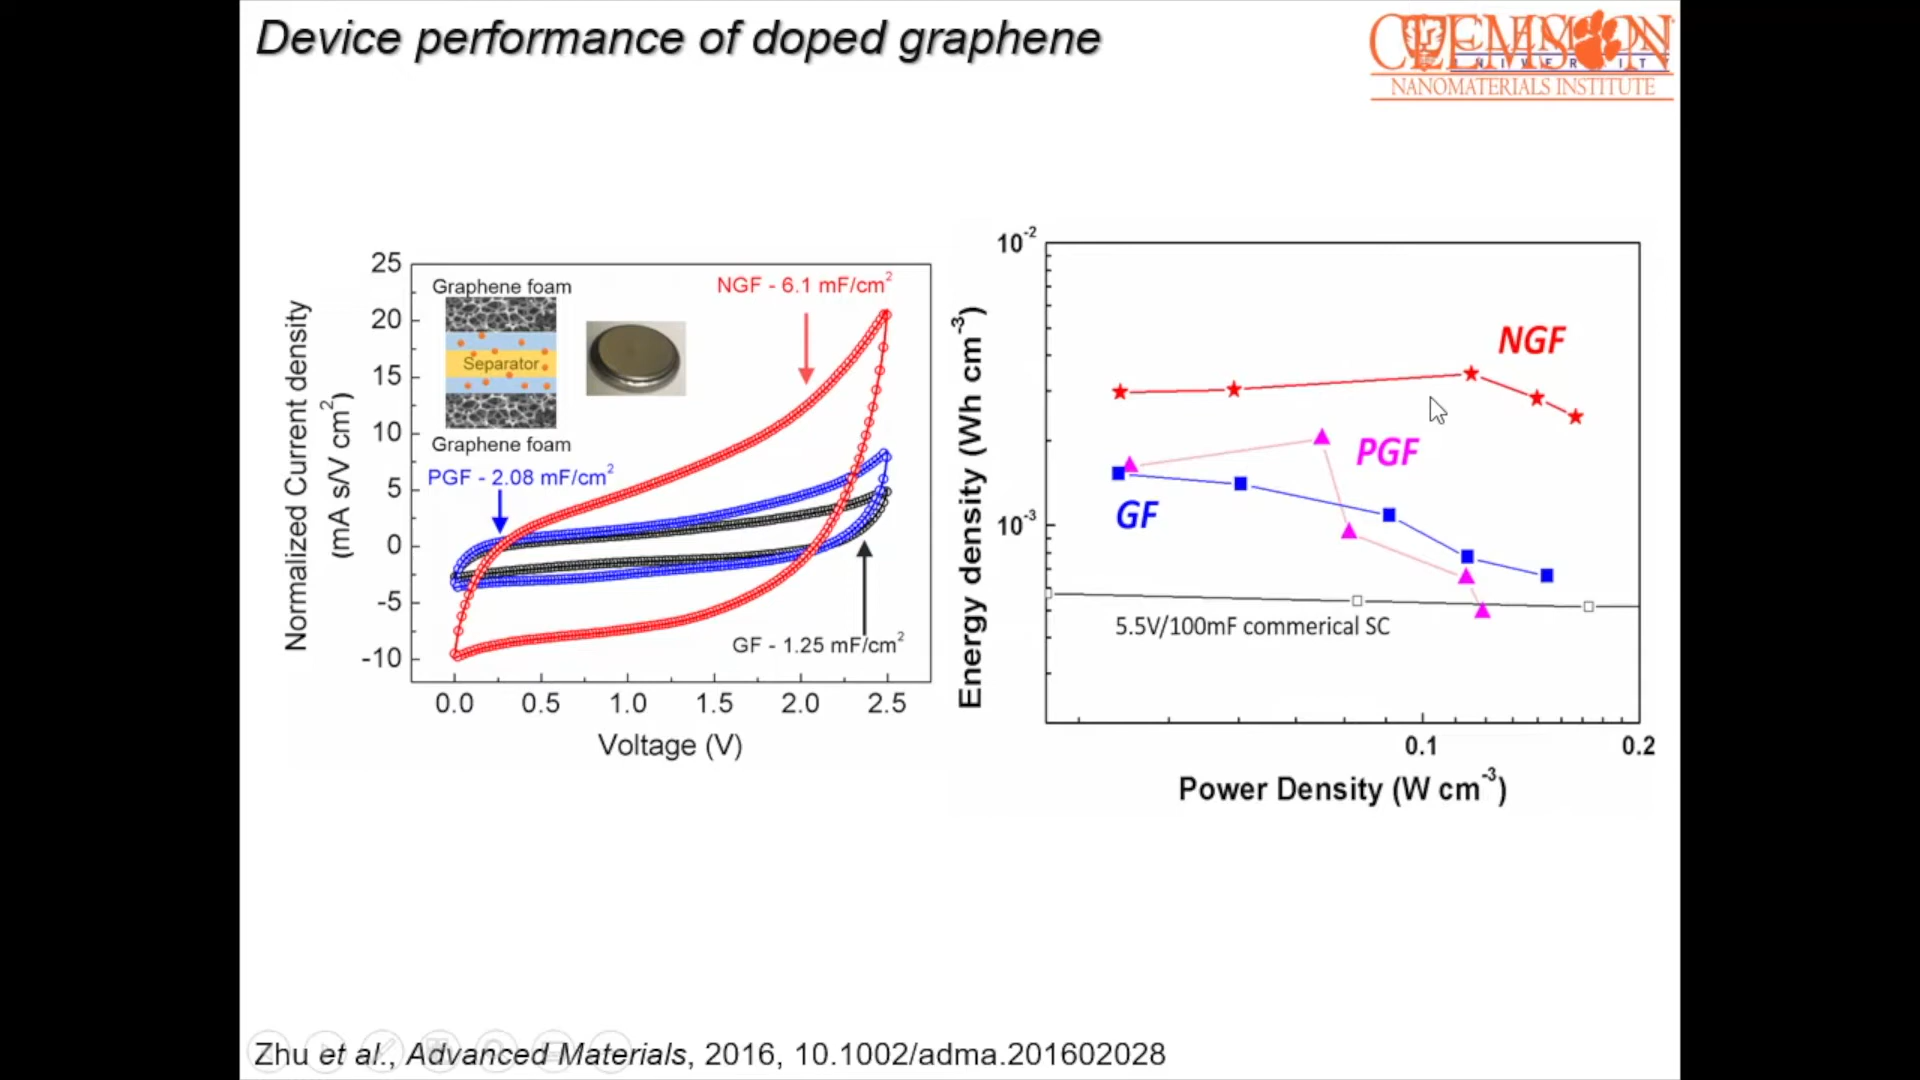 Device performance of doped graphene
CLEMSON
UNIVERSITY
NANOMATERIALS INSTITUTE
25
20
15
10
5
0
-5
-10
Normalized Current density
(mA s/V cm²)
Graphene foam
Separator
Graphene foam
NGF - 6.1 mF/cm²
PGF - 2.08 mF/cm²
GF - 1.25 mF/cm²
0.0 0.5 1.0 1.5 2.0 2.5
Voltage (V)
10⁻²
10⁻³
Energy density (Wh cm⁻³)
NGF
PGF
GF
5.5V/100mF commerical SC
0.1 0.2
Power Density (W cm⁻³)
Zhu et al., Advanced Materials, 2016, 10.1002/adma.201602028